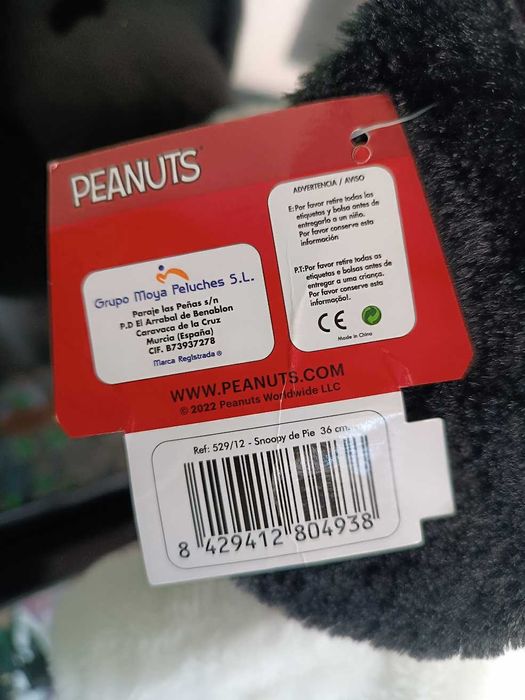 PEANUTS
Grupo Moya Peluches S.L.
Paraje las Peñas s/n
P.D El Arrabal de Benablon
Caravaca de la Cruz
Murcia (España)
CIF. B73937278
Marca Registrada ®
ADVERTENCIA / AVISO
E:Por favor retire todas las
etiquetas y bolsa antes de
entregarlo a un niño.
Por favor conserve esta
información
P.T:Por favor retire todas as
etiquetas e bolsas antes de
entregar a uma criança.
Por favor conserve esta
informação!.
CE
Made in China
WWW.PEANUTS.COM
© 2022 Peanuts Worldwide LLC
Ref: 529/12 - Snoopy de Pie 36 cms
8 429412 804938